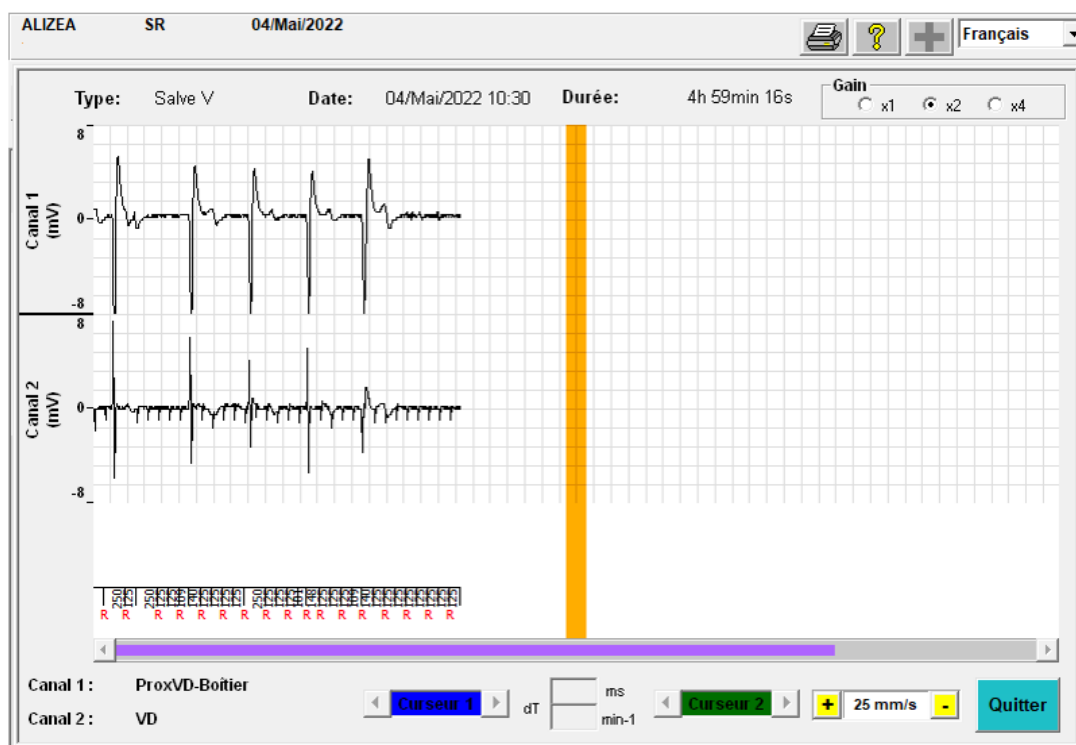 ALIZEA SR 04/Mai/2022
Français
Type: Salve V Date: 04/Mai/2022 10:30 Durée: 4h 59min 16s
Gain
x1 x2 x4
8
Canal 1
(mV)
0
-8
8
Canal 2
(mV)
0
-8
R R R R R R R R R R R R R R R R
Canal 1 : ProxVD-Boîtier
Curseur 1 dT ms Curseur 2 + 25 mm/s - Quitter
min-1
Canal 2 : VD